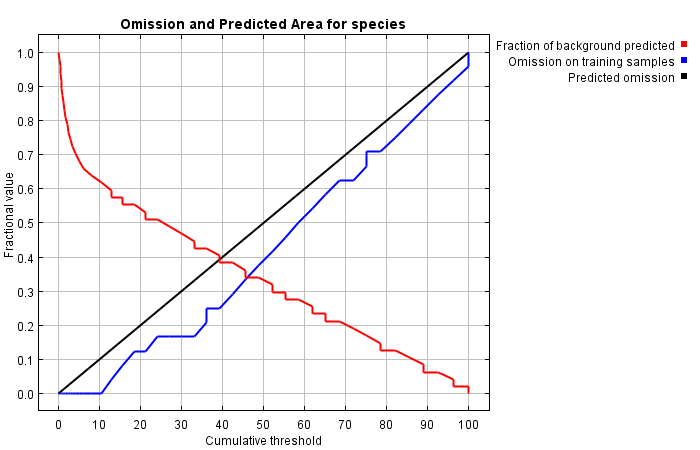 Omission and Predicted Area for species
Fraction of background predicted
Omission on training samples
Predicted omission
Fractional value
1.0
0.9
0.8
0.7
0.6
0.5
0.4
0.3
0.2
0.1
0.0
0 10 20 30 40 50 60 70 80 90 100
Cumulative threshold